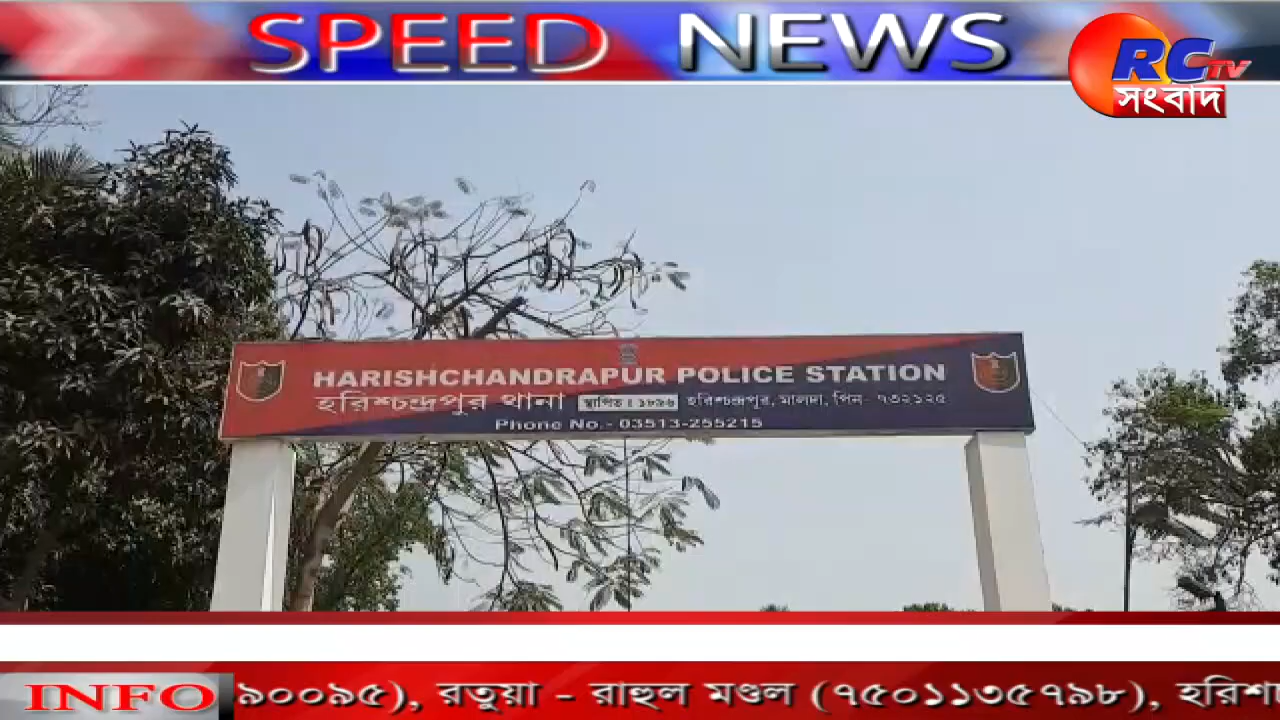 SPEED NEWS
RC TV
সংবাদ
HARISHCHANDRAPUR POLICE STATION
হরিশ্চন্দ্রপুর থানা স্থাপিত : ১৮৯৬ হরিশ্চন্দ্রপুর, মালদা, পিন- ৭৩২১২৫
Phone No.- 03513-255215
INFO ৯০০৯৫), রতুয়া - রাহুল মণ্ডল (৭৫০১১৩৫৭৯৮), হরিশ